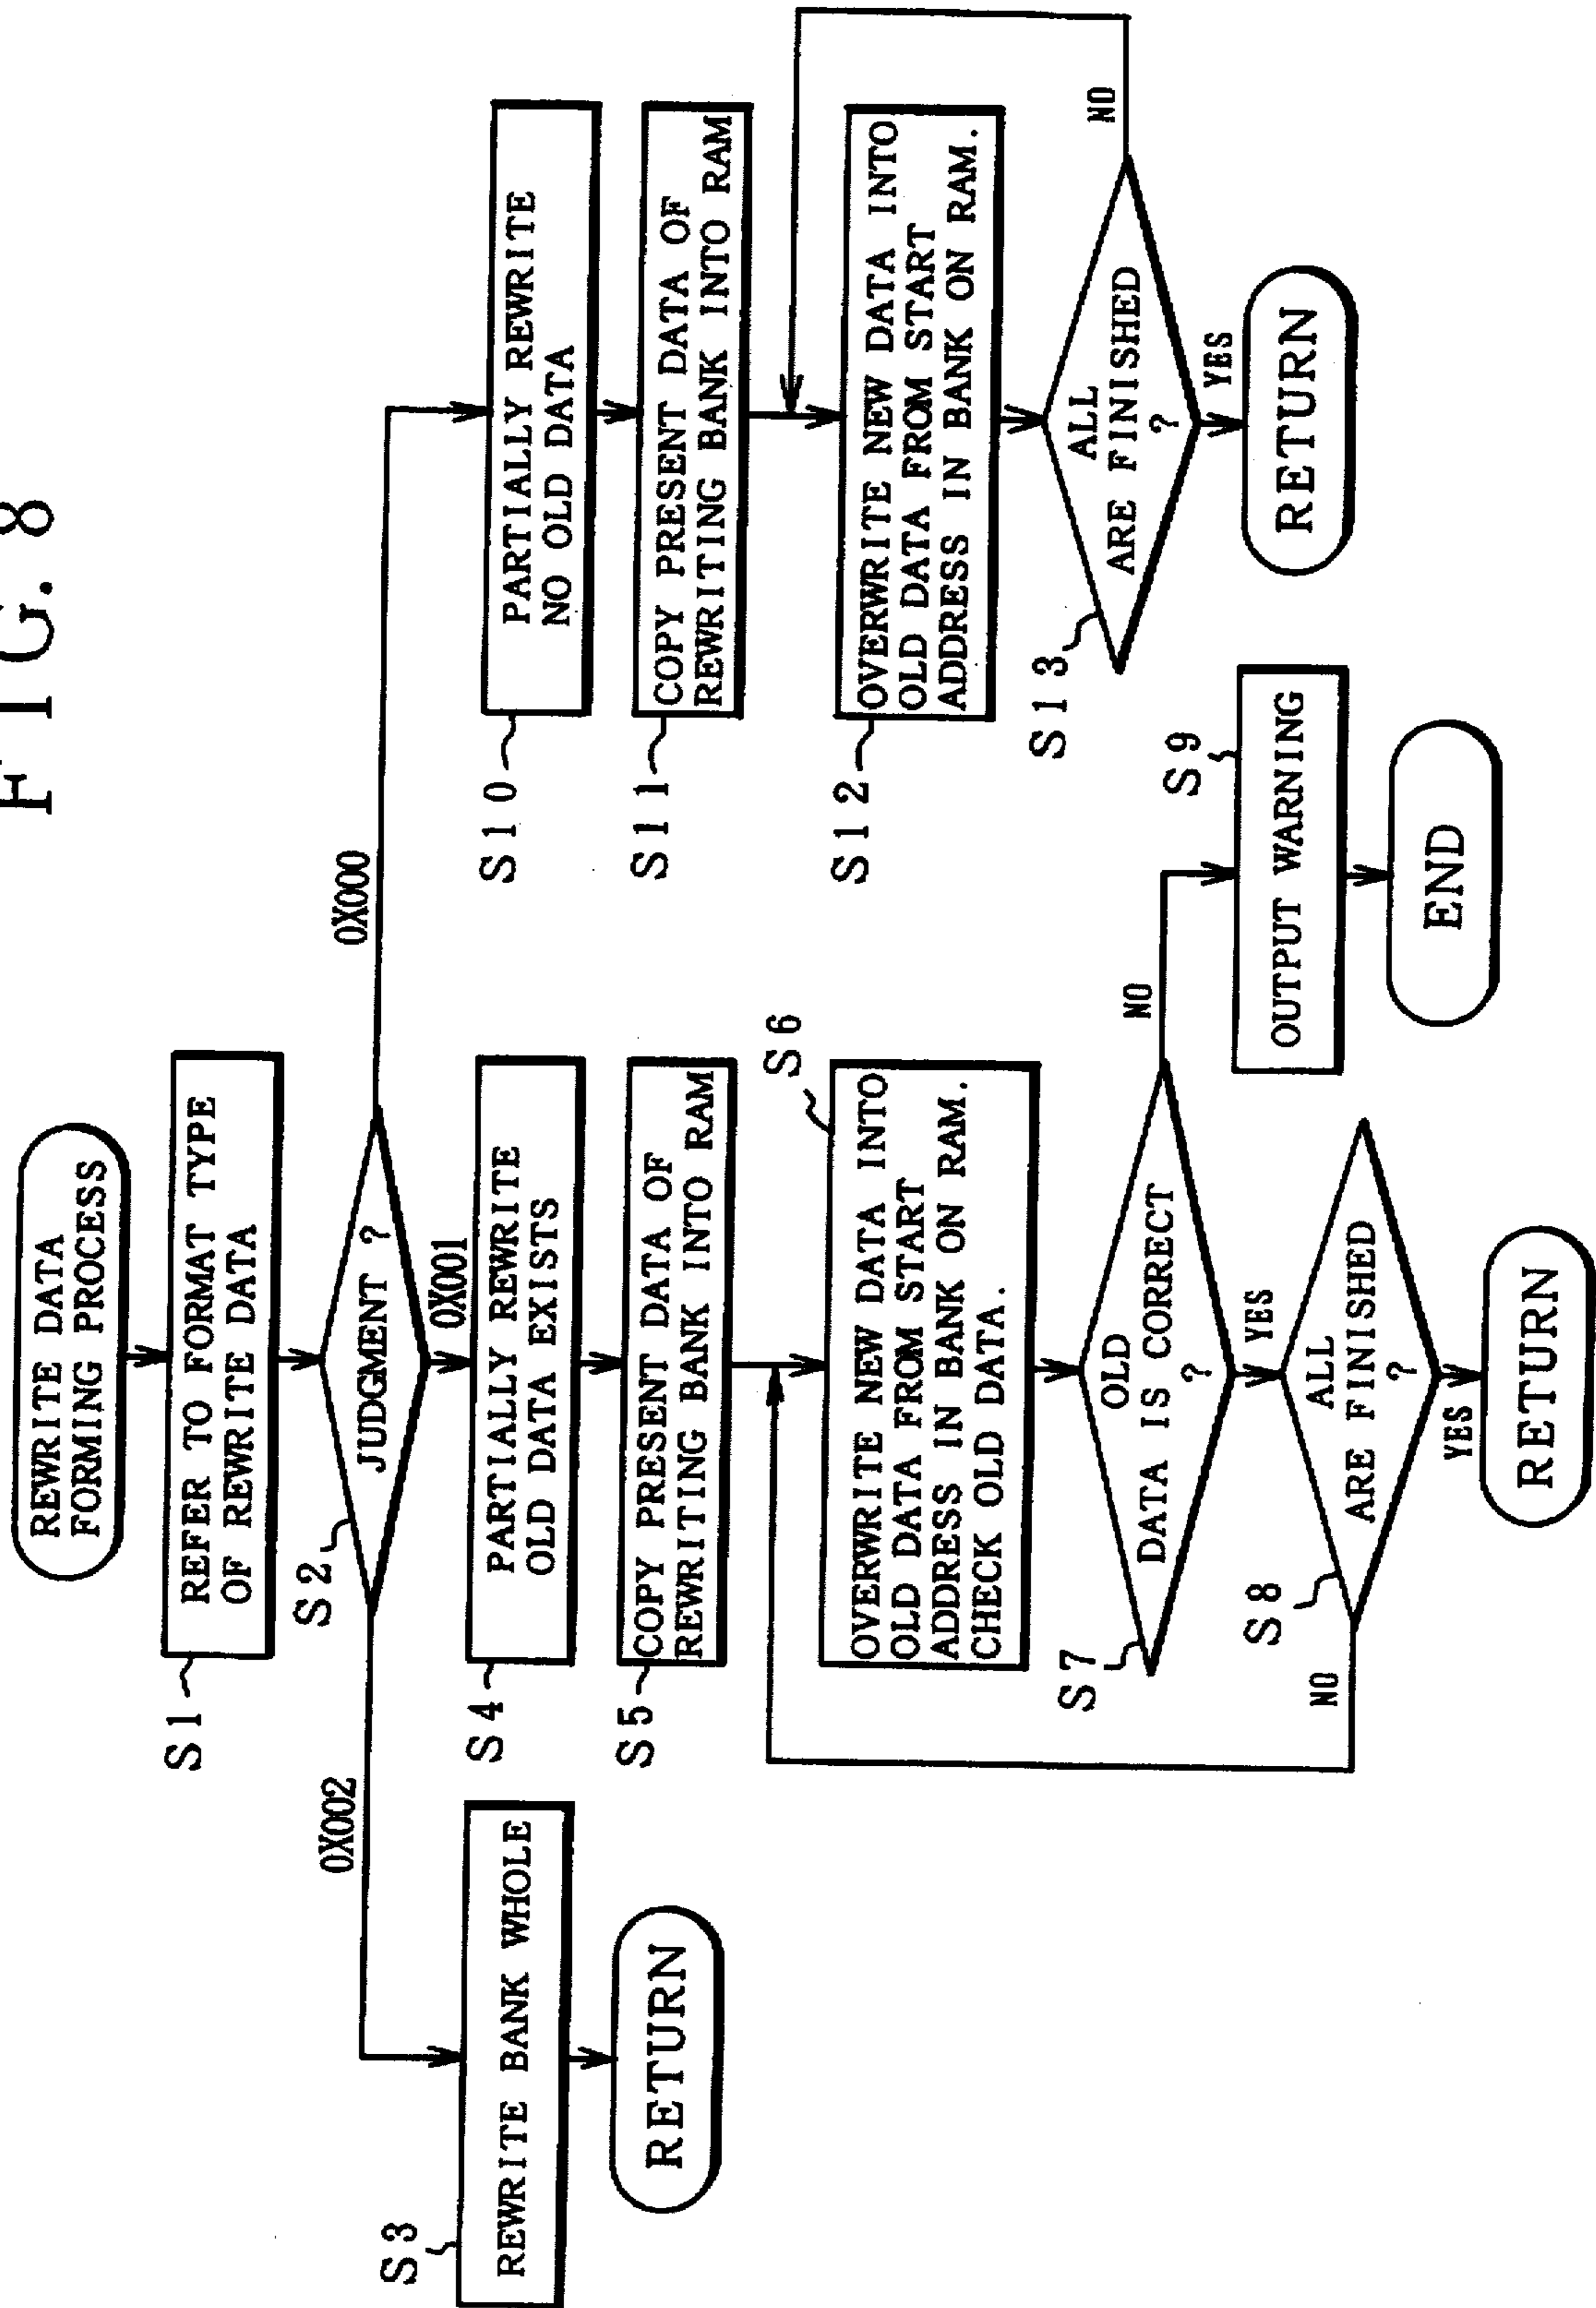 FIG. 8
REWRITE DATA
FORMING PROCESS
S1
REFER TO FORMAT TYPE
OF REWRITE DATA
S2
JUDGMENT ?
0X002
0X001
0X000
S3
REWRITE BANK WHOLE
RETURN
S4
PARTIALLY REWRITE
OLD DATA EXISTS
S5
COPY PRESENT DATA OF
REWRITING BANK INTO RAM
S6
OVERWRITE NEW DATA INTO
OLD DATA FROM START
ADDRESS IN BANK ON RAM.
CHECK OLD DATA.
S7
OLD
DATA IS CORRECT
?
NO
YES
S8
ALL
ARE FINISHED
?
NO
YES
RETURN
S9
OUTPUT WARNING
END
S10
PARTIALLY REWRITE
NO OLD DATA
S11
COPY PRESENT DATA OF
REWRITING BANK INTO RAM
S12
OVERWRITE NEW DATA INTO
OLD DATA FROM START
ADDRESS IN BANK ON RAM.
S13
ALL
ARE FINISHED
?
NO
YES
RETURN